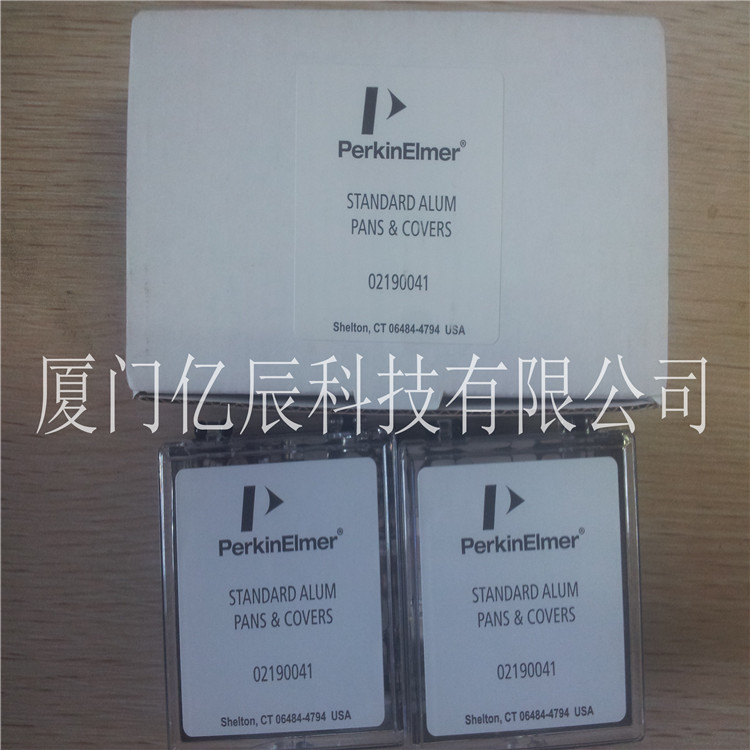 PerkinElmer®
STANDARD ALUM
PANS & COVERS
02190041
Shelton, CT 06484-4794 USA
厦门亿辰科技有限公司
PerkinElmer®
STANDARD ALUM
PANS & COVERS
02190041
Shelton, CT 06484-4794 USA
PerkinElmer®
STANDARD ALUM
PANS & COVERS
02190041
Shelton, CT 06484-4794 USA